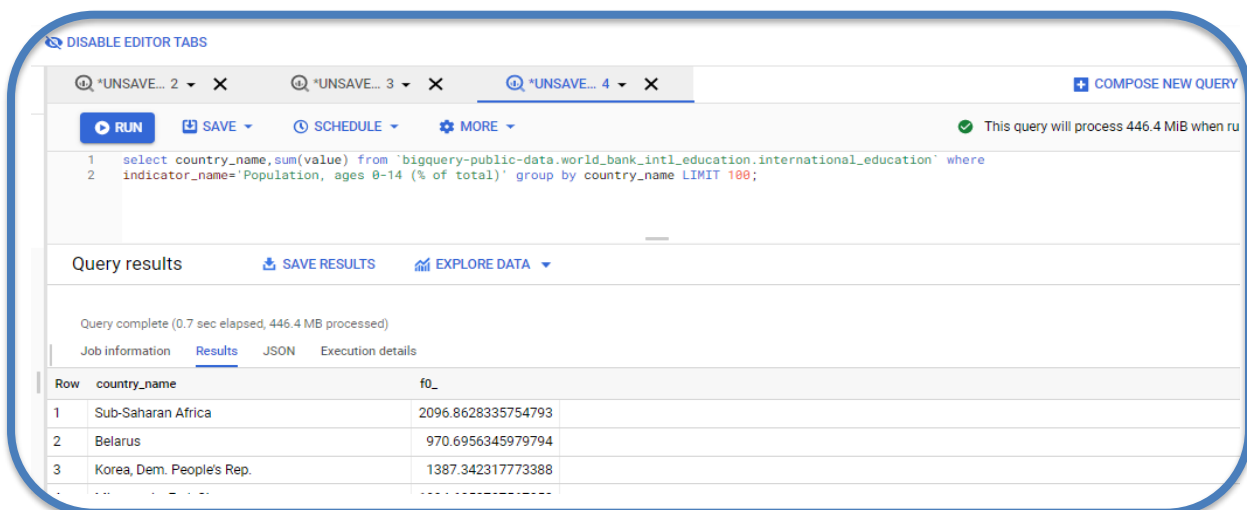 DISABLE EDITOR TABS
*UNSAVE... 2 *UNSAVE... 3 *UNSAVE... 4 COMPOSE NEW QUERY
RUN SAVE SCHEDULE MORE This query will process 446.4 MiB when ru
1 select country_name,sum(value) from `bigquery-public-data.world_bank_intl_education.international_education` where
2 indicator_name='Population, ages 0-14 (% of total)' group by country_name LIMIT 100;
Query results SAVE RESULTS EXPLORE DATA
Query complete (0.7 sec elapsed, 446.4 MB processed)
Job information Results JSON Execution details
Row country_name f0_
1 Sub-Saharan Africa 2096.8628335754793
2 Belarus 970.6956345979794
3 Korea, Dem. People's Rep. 1387.342317773388